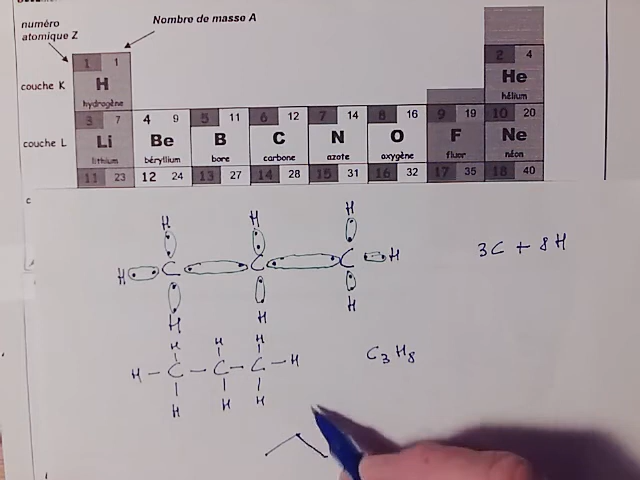 numéro
atomique Z
Nombre de masse A
couche K
1 1
H
hydrogène
2 4
He
hélium
couche L
3 7
Li
lithium
4 9
Be
béryllium
5 11
B
bore
6 12
C
carbone
7 14
N
azote
8 16
O
oxygène
9 19
F
fluor
10 20
Ne
néon
11 23 12 24 13 27 14 28 15 31 16 32 17 35 18 40
H H H
H C C C H
H H H
3C + 8H
H H H
H – C – C – C – H
H H H
C3H8